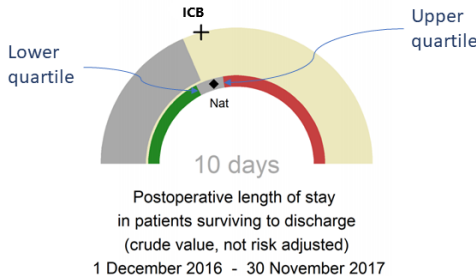 ICB
Lower
quartile
Upper
quartile
Nat
10 days
Postoperative length of stay
in patients surviving to discharge
(crude value, not risk adjusted)
1 December 2016 - 30 November 2017